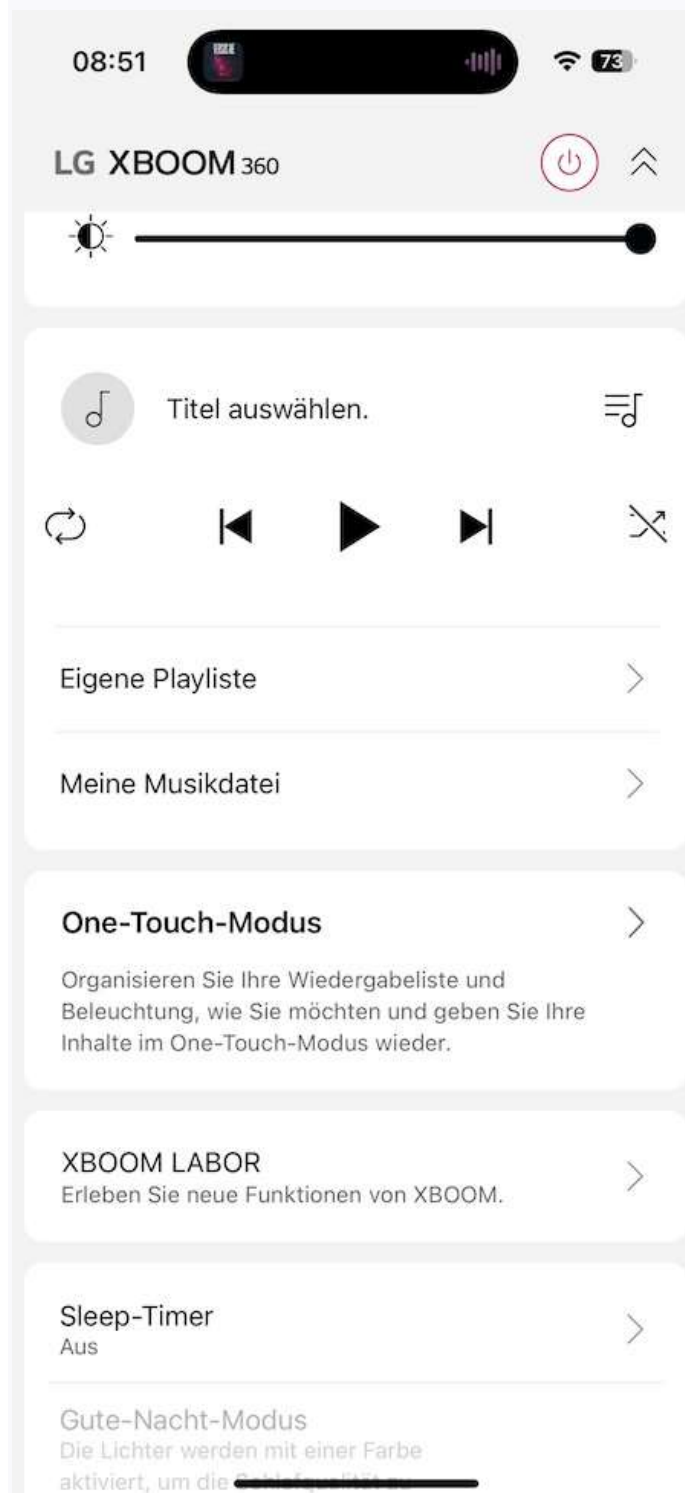 08:51
73
LG XBOOM 360
Titel auswählen.
Eigene Playliste
Meine Musikdatei
One-Touch-Modus
Organisieren Sie Ihre Wiedergabeliste und
Beleuchtung, wie Sie möchten und geben Sie Ihre
Inhalte im One-Touch-Modus wieder.
XBOOM LABOR
Erleben Sie neue Funktionen von XBOOM.
Sleep-Timer
Aus
Gute-Nacht-Modus
Die Lichter werden mit einer Farbe
aktiviert, um die Schlafqualität zu